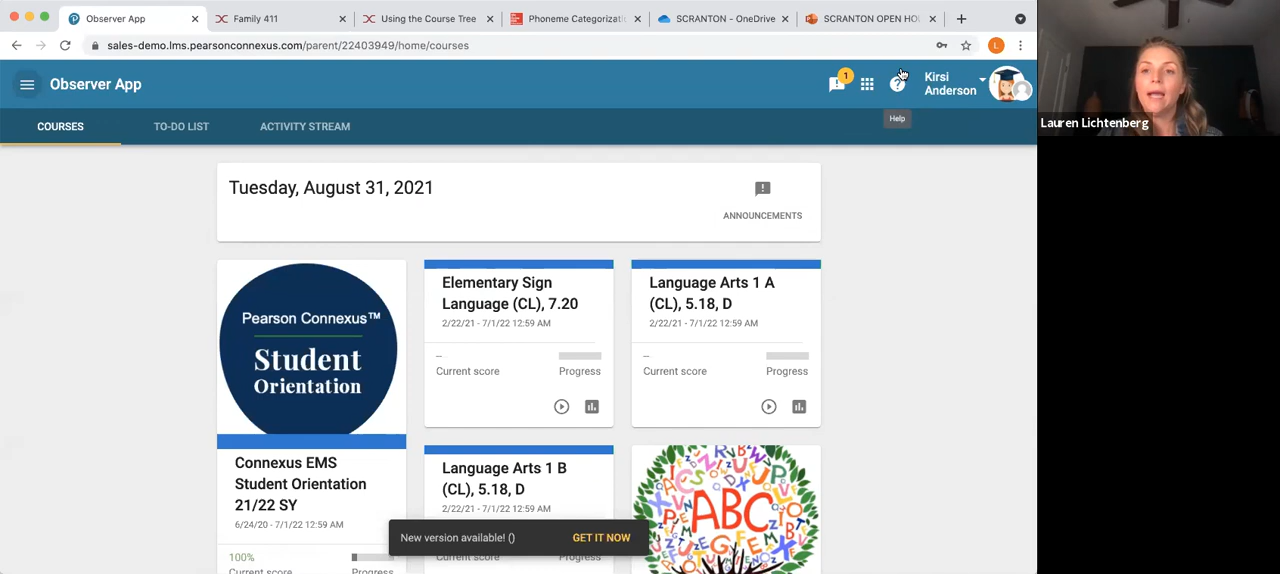 Observer App
Family 411
Using the Course Tree
Phoneme Categorizati
SCRANTON - OneDrive
SCRANTON OPEN HO
sales-demo.lms.pearsonconnexus.com/parent/22403949/home/courses
L
Observer App
1
Kirsi
Anderson
Help
Lauren Lichtenberg
COURSES
TO-DO LIST
ACTIVITY STREAM
Tuesday, August 31, 2021
ANNOUNCEMENTS
Pearson Connexus™
Student
Orientation
Connexus EMS
Student Orientation
21/22 SY
6/24/20 - 7/1/22 12:59 AM
100%
Current score
Progress
Elementary Sign
Language (CL), 7.20
2/22/21 - 7/1/22 12:59 AM
--
Current score
Progress
Language Arts 1 A
(CL), 5.18, D
2/22/21 - 7/1/22 12:59 AM
--
Current score
Progress
Language Arts 1 B
(CL), 5.18, D
2/22/21 - 7/1/22 12:59 AM
Current score
Progress
ABC
New version available! ()
GET IT NOW